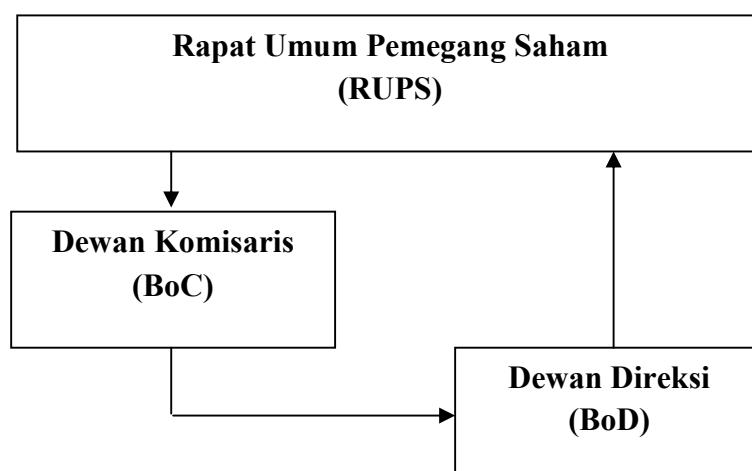 Rapat Umum Pemegang Saham
(RUPS)
Dewan Komisaris
(BoC)
Dewan Direksi
(BoD)